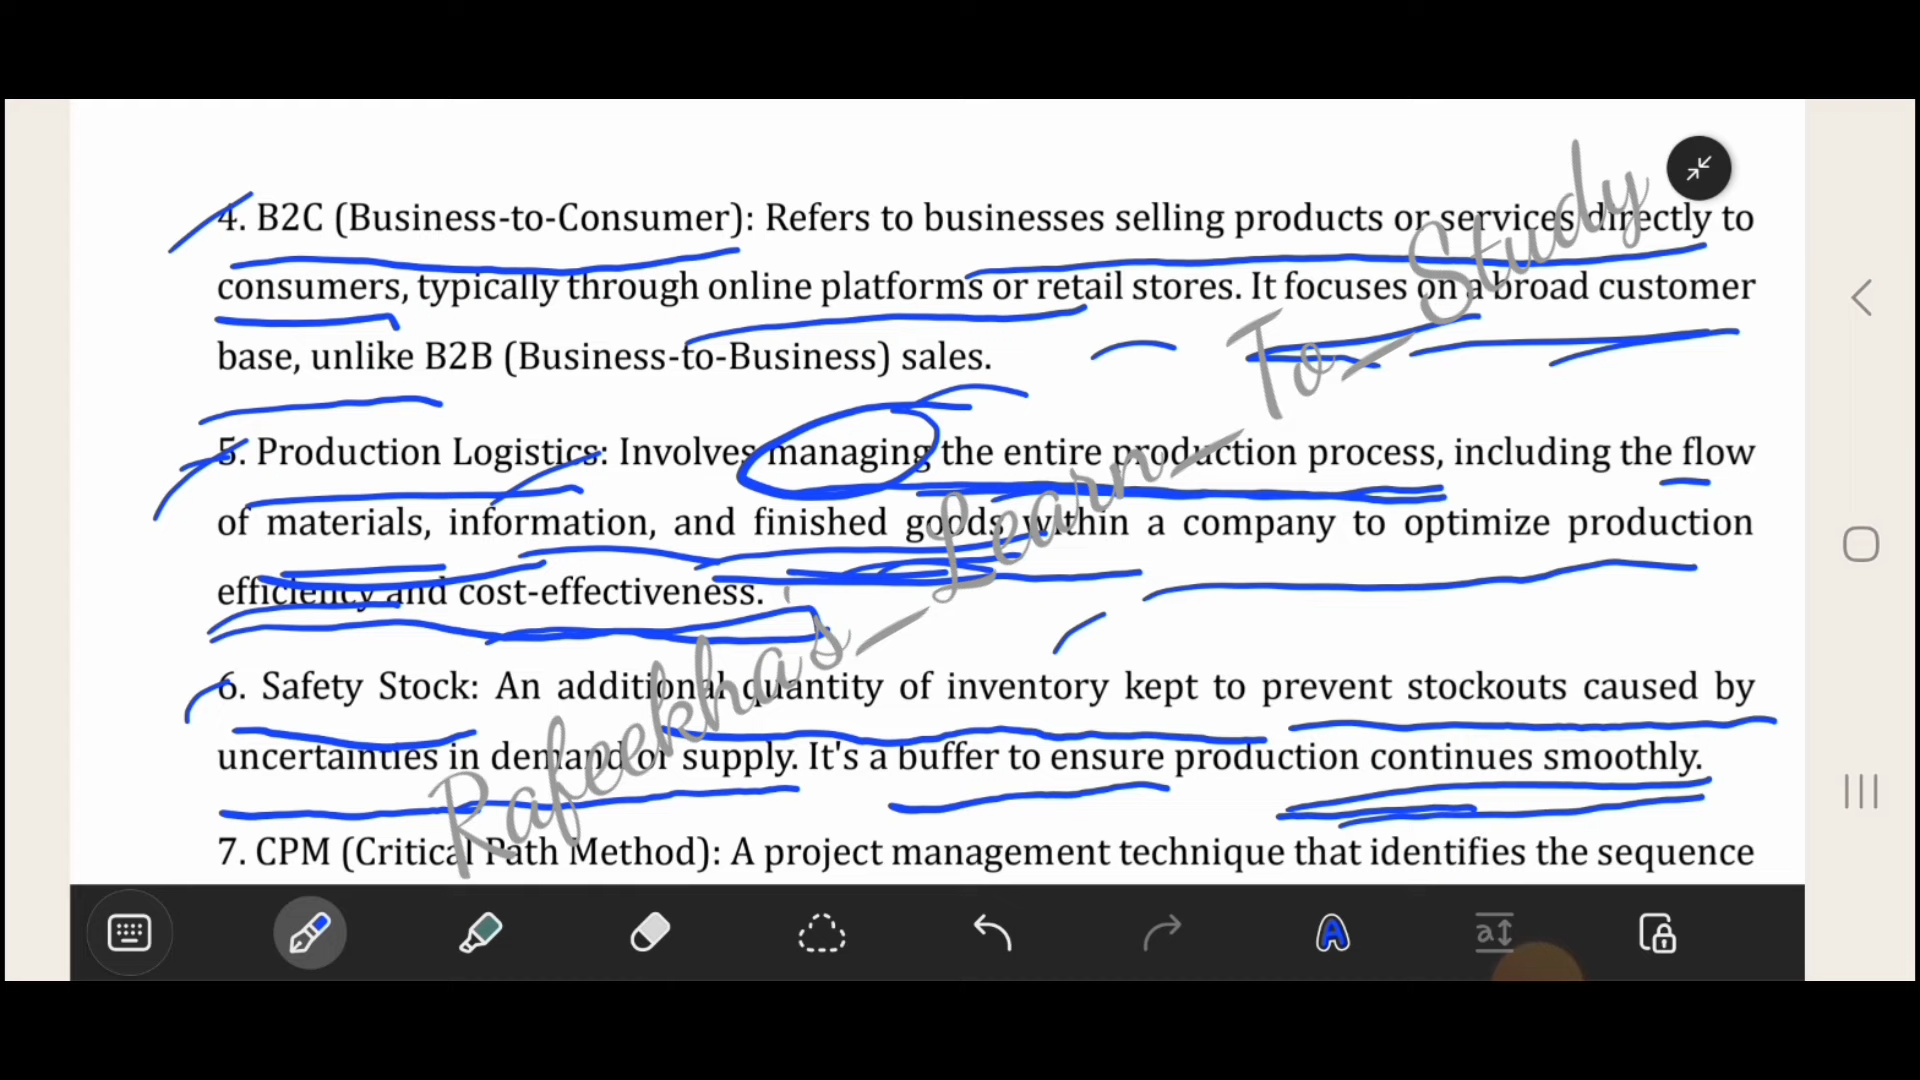 4. B2C (Business-to-Consumer): Refers to businesses selling products or services directly to
consumers, typically through online platforms or retail stores. It focuses on a broad customer
base, unlike B2B (Business-to-Business) sales.
5. Production Logistics: Involves managing the entire production process, including the flow
of materials, information, and finished goods within a company to optimize production
efficiency and cost-effectiveness.
6. Safety Stock: An additional quantity of inventory kept to prevent stockouts caused by
uncertainties in demand or supply. It's a buffer to ensure production continues smoothly.
7. CPM (Critical Path Method): A project management technique that identifies the sequence
Rafeekha's_Learn_To_Study
A
a